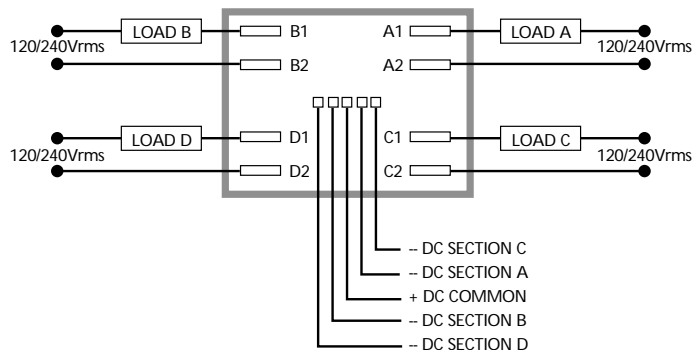 LOAD B B1 A1 LOAD A
120/240Vrms 120/240Vrms
B2 A2
LOAD D D1 C1 LOAD C
120/240Vrms 120/240Vrms
D2 C2
-- DC SECTION C
-- DC SECTION A
+ DC COMMON
-- DC SECTION B
-- DC SECTION D